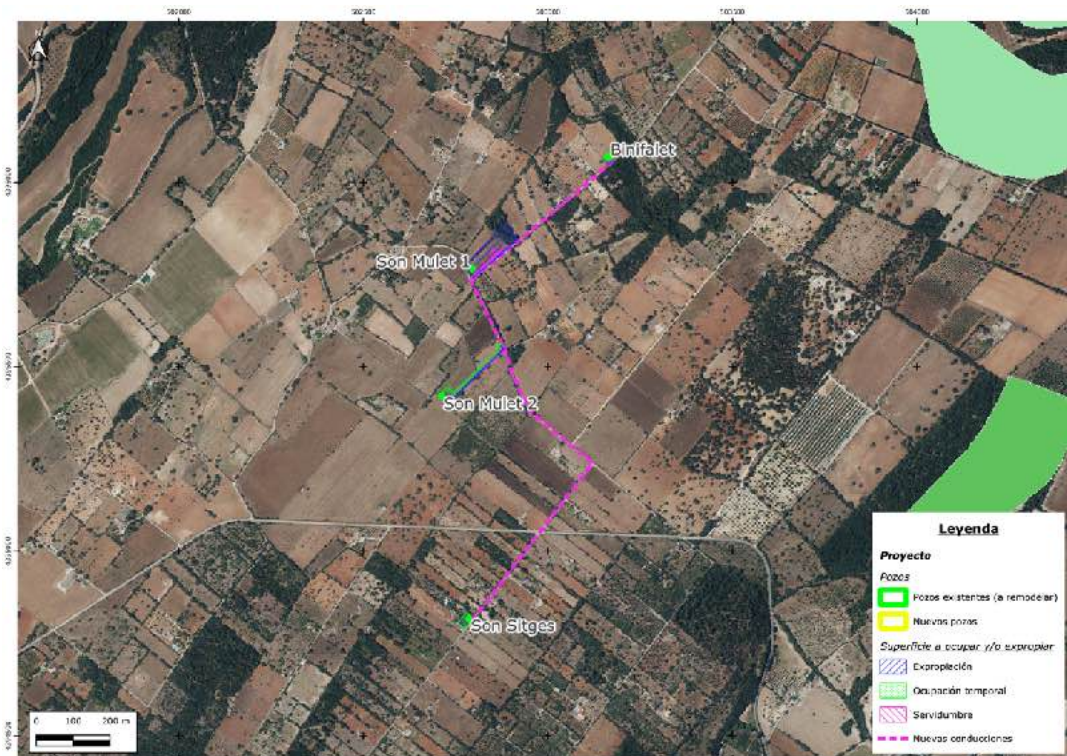 Binifalet
Son Mulet 1
Son Mulet 2
Son Sitges
Leyenda
Proyecto
Pozos
Pozos existentes (a remodelar)
Nuevos pozos
Superficie a ocupar y/o expropiar
Expropiación
Ocupación temporal
Servidumbre
Nuevas conducciones
0 100 200 m